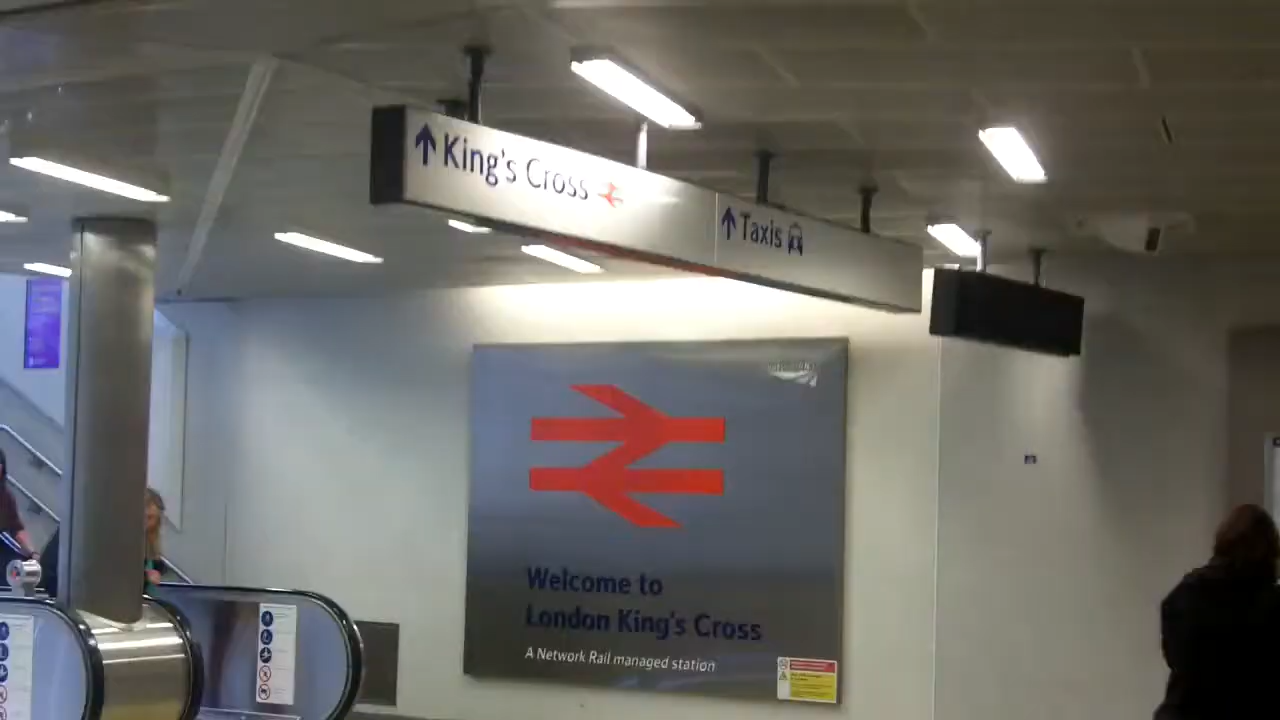 King's Cross
Taxis
Welcome to
London King's Cross
A Network Rail managed station